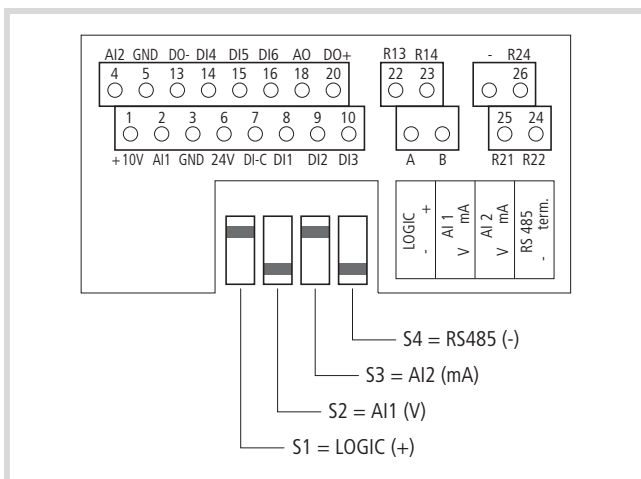 AI2 GND DO- DI4 DI5 DI6 AO DO+
4 5 13 14 15 16 18 20
1 2 3 6 7 8 9 10
+10V AI1 GND 24V DI-C DI1 DI2 DI3
R13 R14
22 23
A B
- R24
26
25 24
R21 R22
LOGIC
- +
AI 1
V mA
AI 2
V mA
RS 485
- term.
S4 = RS485 (-)
S3 = AI2 (mA)
S2 = AI1 (V)
S1 = LOGIC (+)